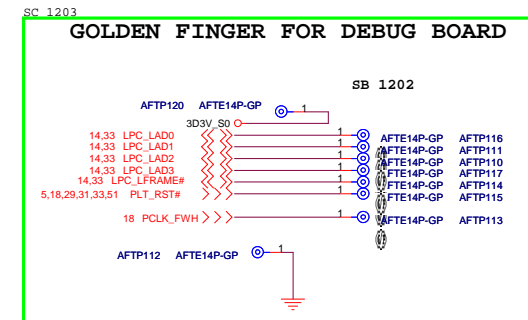 SC 1203
GOLDEN FINGER FOR DEBUG BOARD
SB 1202
AFTP120 AFTE14P-GP 1
3D3V_S0
14,33 LPC_LAD0 1 AFTE14P-GP AFTP116
14,33 LPC_LAD1 1 AFTE14P-GP AFTP111
14,33 LPC_LAD2 1 AFTE14P-GP AFTP110
14,33 LPC_LAD3 1 AFTE14P-GP AFTP117
14,33 LPC_LFRAME# 1 AFTE14P-GP AFTP114
5,18,29,31,33,51 PLT_RST# 1 AFTE14P-GP AFTP115
18 PCLK_FWH 1 AFTE14P-GP AFTP113
AFTP112 AFTE14P-GP 1